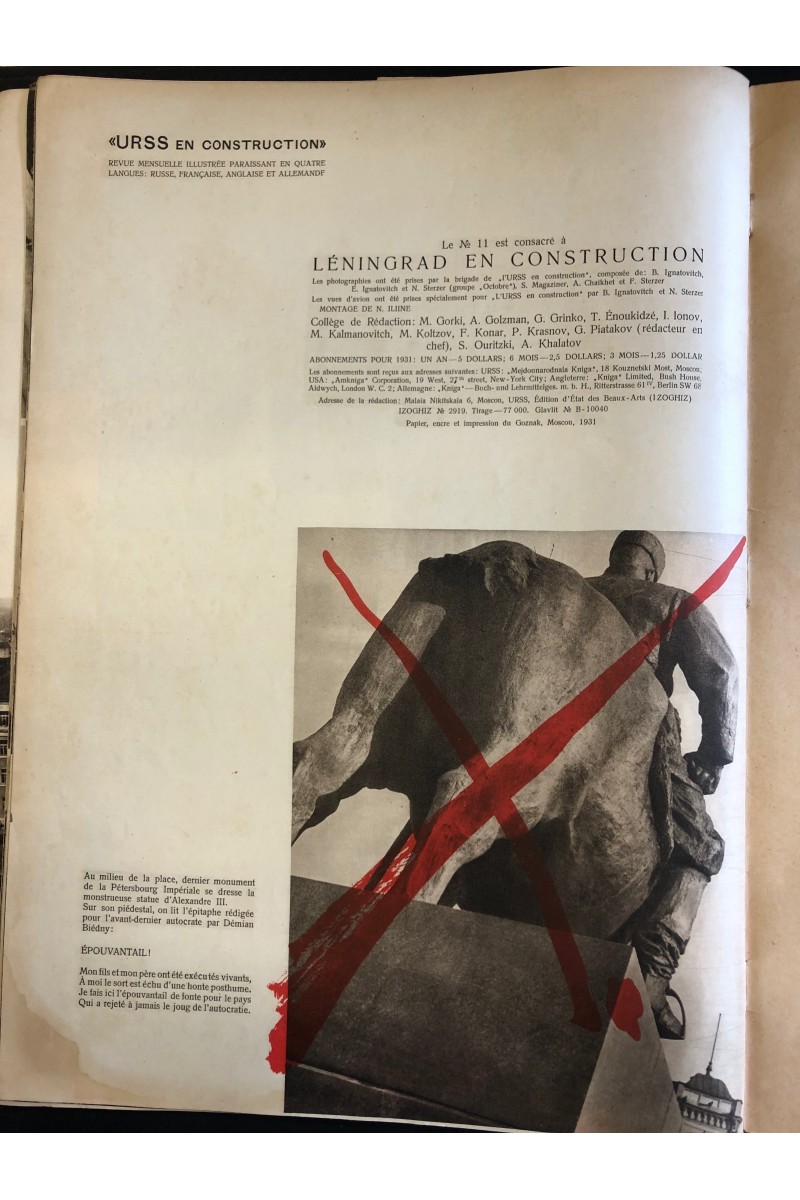 «URSS EN CONSTRUCTION»
REVUE MENSUELLE ILLUSTRÉE PARAISSANT EN QUATRE
LANGUES: RUSSE, FRANÇAISE, ANGLAISE ET ALLEMANDE
Le № 11 est consacré à
LÉNINGRAD EN CONSTRUCTION
Les photographies ont été prises par la brigade de „l'URSS en construction“, composée de: B. Ignatovitch,
E. Ignatovitch et N. Sterzer (groupe „Octobre“), S. Magaziner, A. Chaikhet et F. Sterzer
Les vues d'avion ont été prises spécialement pour „L'URSS en construction“ par B. Ignatovitch et N. Sterzer
MONTAGE DE N. ILIINE
Collège de Rédaction: M. Gorki, A. Golzman, G. Grinko, T. Énoukidzé, I. Ionov,
M. Kalmanovitch, M. Koltzov, F. Konar, P. Krasnov, G. Piatakov (rédacteur en
chef), S. Ouritzki, A. Khalatov
ABONNEMENTS POUR 1931: UN AN—5 DOLLARS; 6 MOIS—2,5 DOLLARS; 3 MOIS—1,25 DOLLAR
Les abonnements sont reçus aux adresses suivantes: URSS: „Mejdounarodnaïa Kniga“, 18 Kouznetski Most, Moscou,
USA: „Amkniga“ Corporation, 19 West, 27th street, New-York City; Angleterre: „Kniga“ Limited, Bush House,
Aldwych, London W. C. 2; Allemagne: „Kniga“—Buch- und Lehrmittelges. m. b. H., Ritterstrasse 61 IV, Berlin SW 68
Adresse de la rédaction: Malaïa Nikitskaïa 6, Moscou, URSS, Édition d'État des Beaux-Arts (IZOGHIZ)
IZOGHIZ № 2919. Tirage—77 000. Glavlit № B-10040
Papier, encre et impression du Goznak, Moscou, 1931
Au milieu de la place, dernier monument
de la Pétersbourg Impériale se dresse la
monstrueuse statue d'Alexandre III.
Sur son piédestal, on lit l'épitaphe rédigée
pour l'avant-dernier autocrate par Démian
Biédny:
ÉPOUVANTAIL!
Mon fils et mon père ont été exécutés vivants,
À moi le sort est échu d'une honte posthume.
Je fais ici l'épouvantail de fonte pour le pays
Qui a rejeté à jamais le joug de l'autocratie.